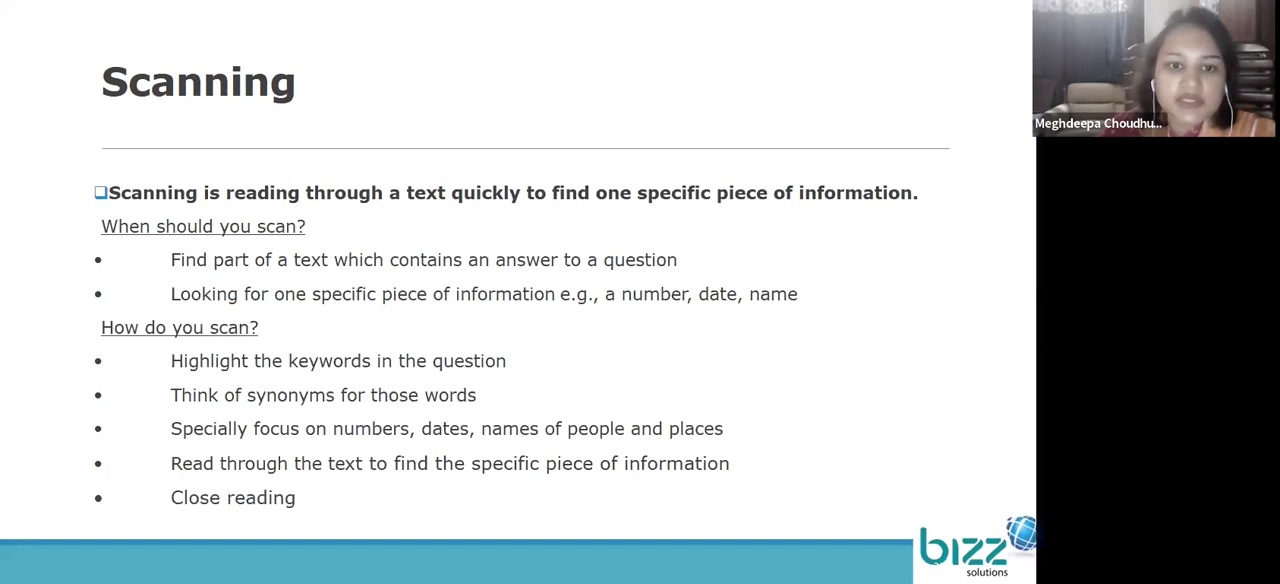 Scanning
Meghdeepa Choudhu...
❑Scanning is reading through a text quickly to find one specific piece of information.
When should you scan?
• Find part of a text which contains an answer to a question
• Looking for one specific piece of information e.g., a number, date, name
How do you scan?
• Highlight the keywords in the question
• Think of synonyms for those words
• Specially focus on numbers, dates, names of people and places
• Read through the text to find the specific piece of information
• Close reading
bizz
solutions